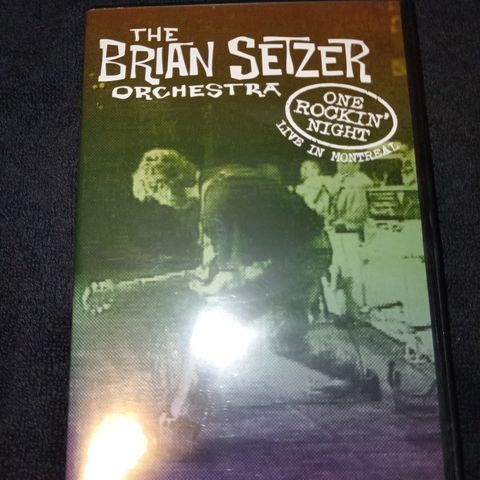 THE
BRIAN SETZER
ORCHESTRA
ONE
ROCKIN'
NIGHT
LIVE IN MONTREAL